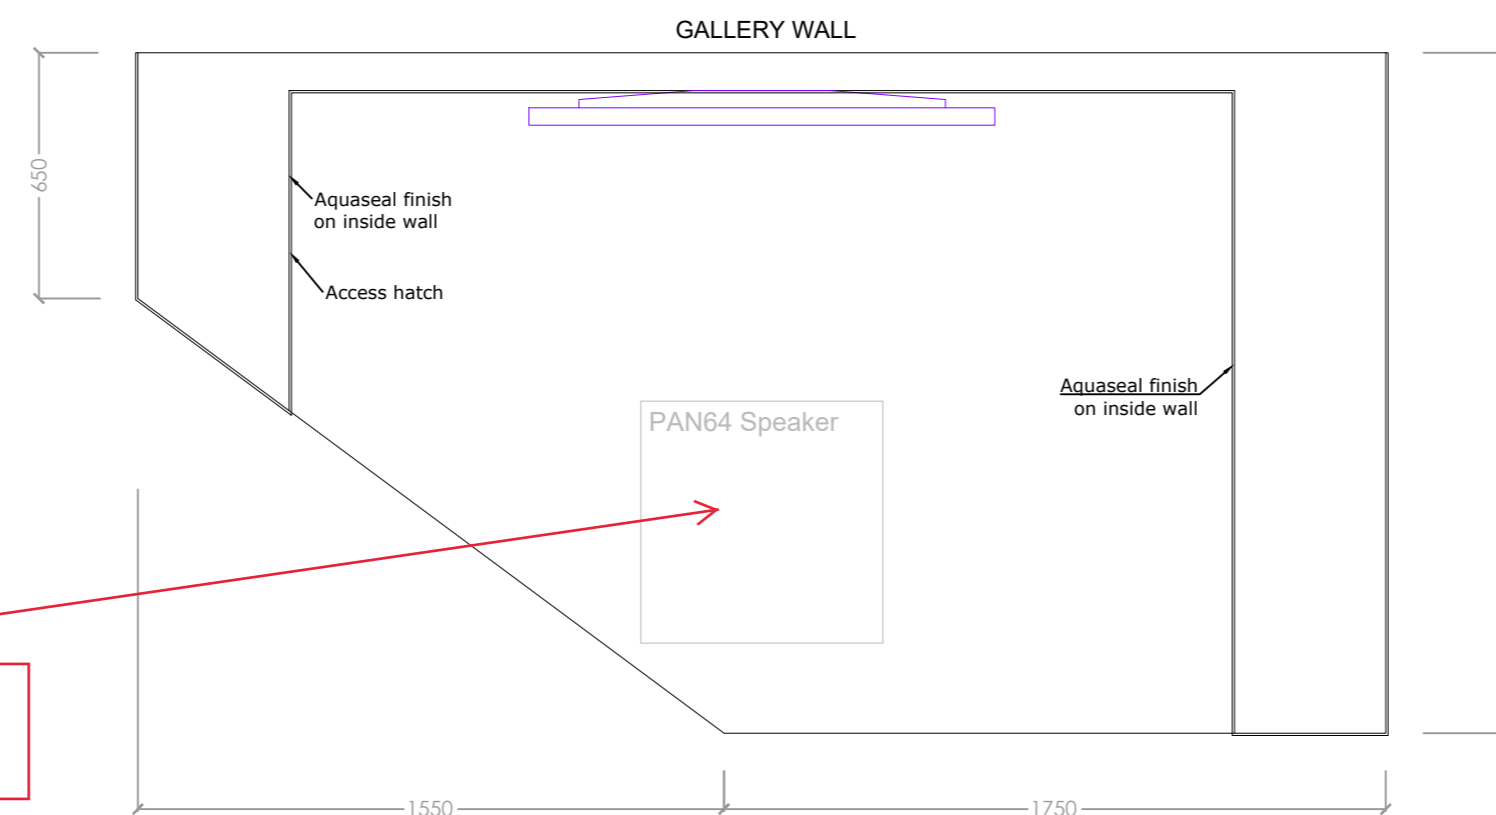 GALLERY WALL
650
Aquaseal finish
on inside wall
Access hatch
Aquaseal finish
on inside wall
PAN64 Speaker
1550
1750